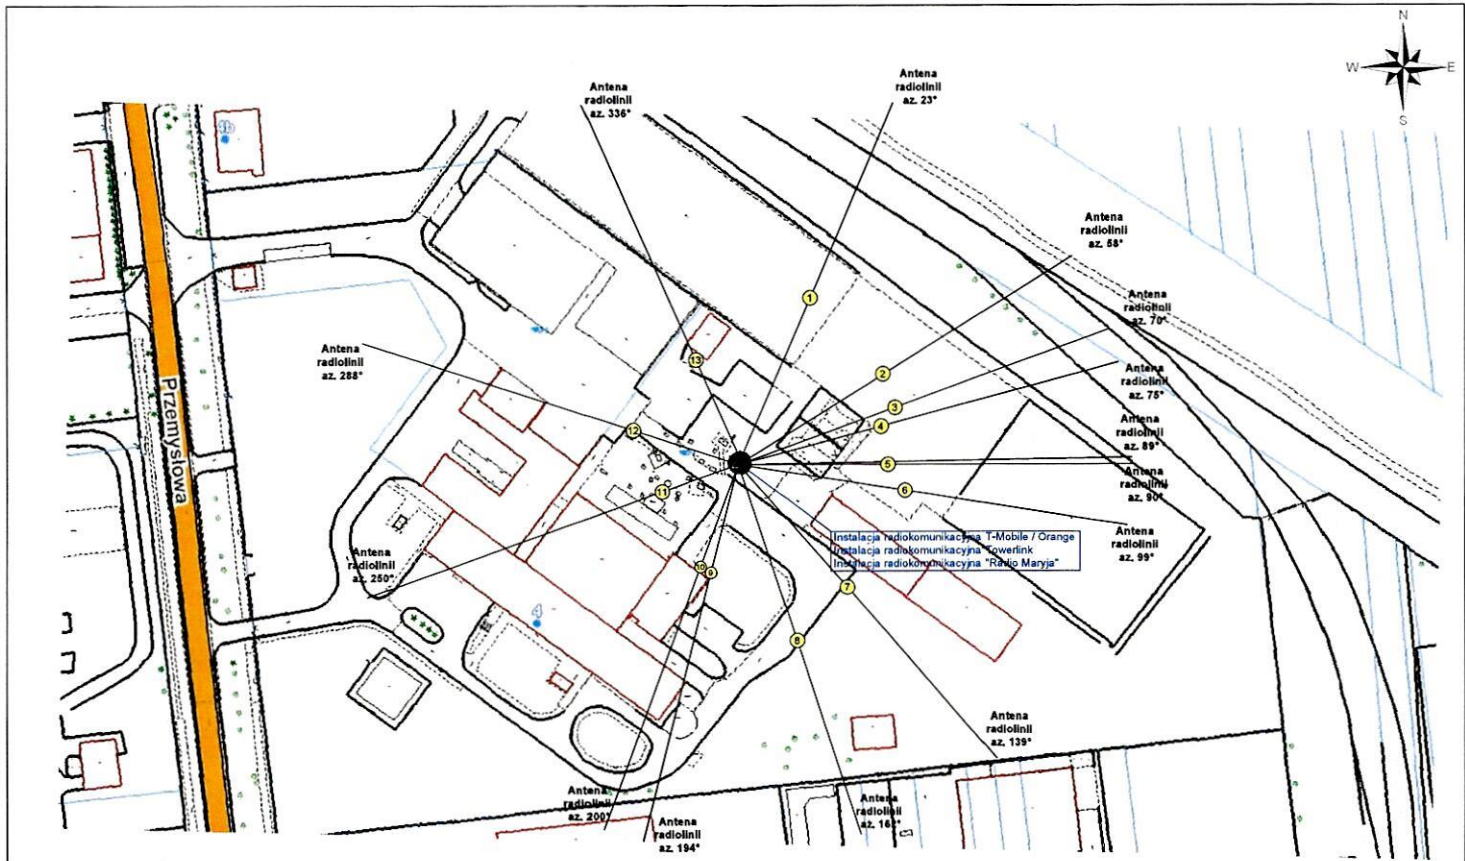 N
W E
S
Antena
radiolinii
az. 336°
Antena
radiolinii
az. 23°
Antena
radiolinii
az. 58°
Antena
radiolinii
az. 70°
Antena
radiolinii
az. 75°
Antena
radiolinii
az. 89°
Antena
radiolinii
az. 90°
Antena
radiolinii
az. 99°
Antena
radiolinii
az. 288°
Antena
radiolinii
az. 250°
Przemysłowa
1
2
3
4
5
6
7
8
9
10
11
12
13
4
Instalacja radiokomunikacyjna T-Mobile / Orange
Instalacja radiokomunikacyjna Towerlink
Instalacja radiokomunikacyjna "Radio Maryja"
Antena
radiolinii
az. 139°
Antena
radiolinii
az. 162°
Antena
radiolinii
az. 200°
Antena
radiolinii
az. 194°